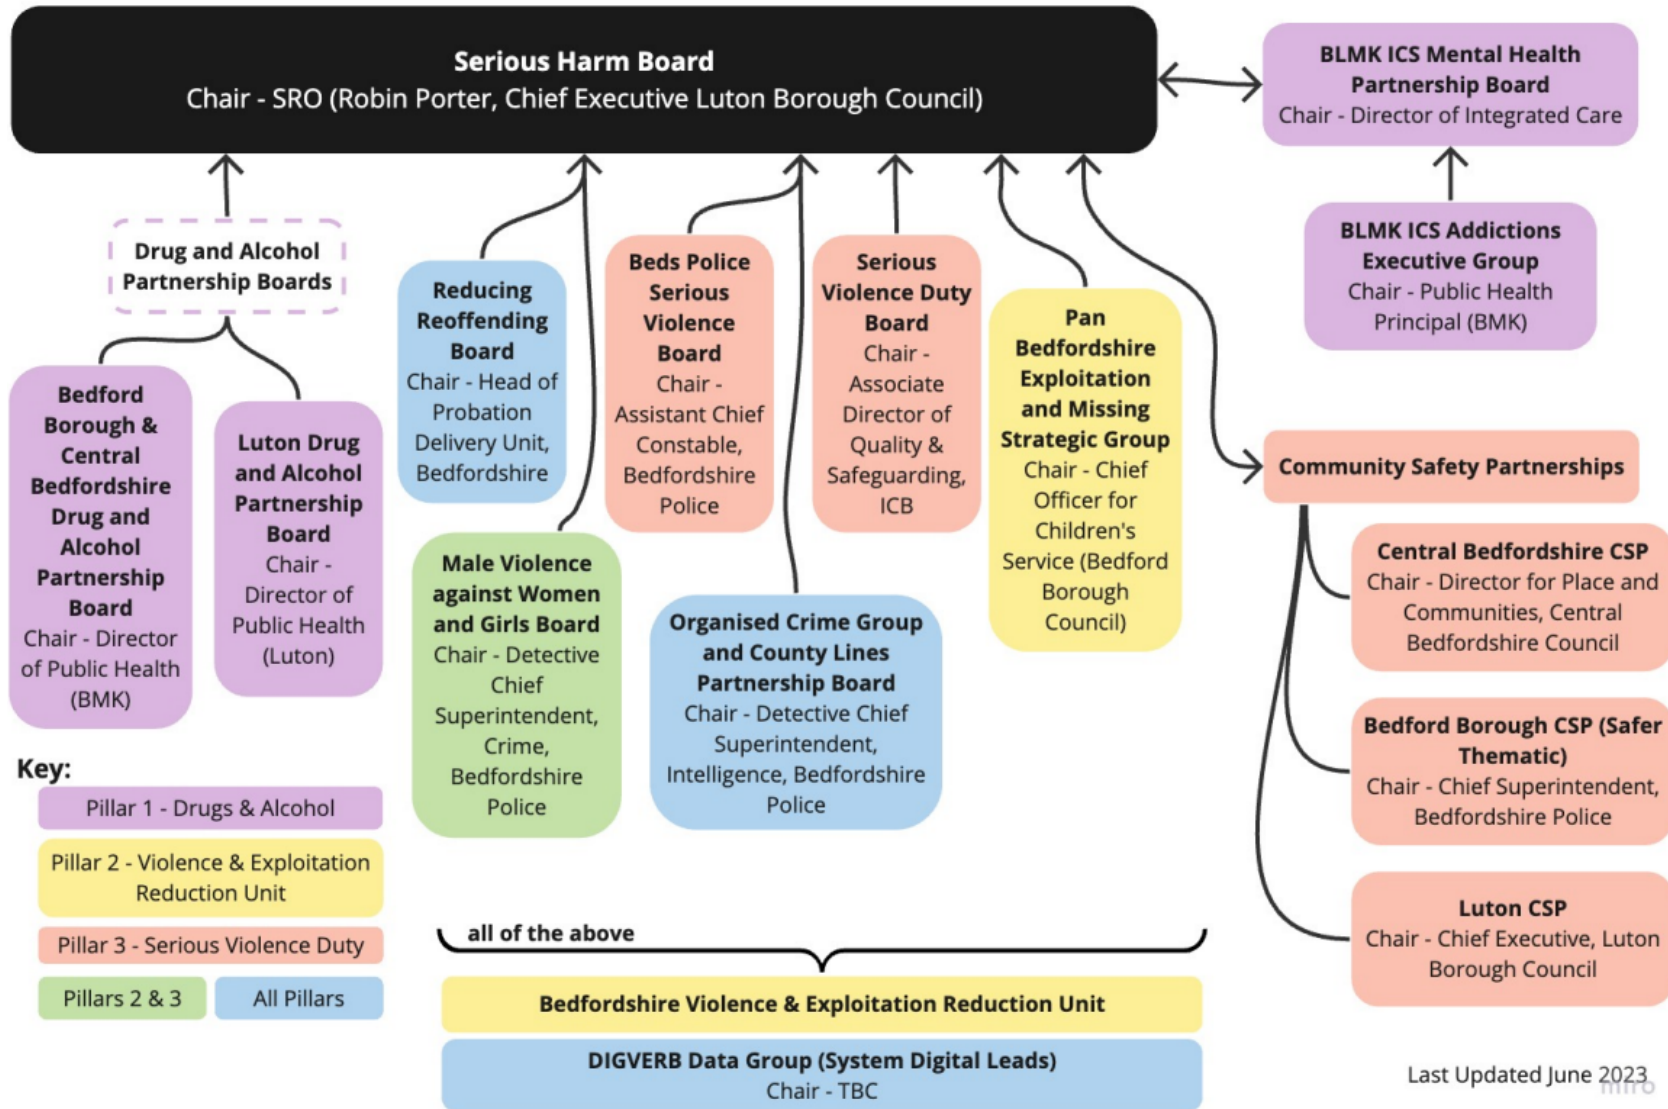 Serious Harm Board
Chair - SRO (Robin Porter, Chief Executive Luton Borough Council)
BLMK ICS Mental Health
Partnership Board
Chair - Director of Integrated Care
BLMK ICS Addictions
Executive Group
Chair - Public Health
Principal (BMK)
Drug and Alcohol
Partnership Boards
Bedford
Borough &
Central
Bedfordshire
Drug and
Alcohol
Partnership
Board
Chair - Director
of Public Health
(BMK)
Luton Drug
and Alcohol
Partnership
Board
Chair -
Director of
Public Health
(Luton)
Reducing
Reoffending
Board
Chair - Head of
Probation
Delivery Unit,
Bedfordshire
Male Violence
against Women
and Girls Board
Chair - Detective
Chief
Superintendent,
Crime,
Bedfordshire
Police
Beds Police
Serious
Violence
Board
Chair -
Assistant Chief
Constable,
Bedfordshire
Police
Organised Crime Group
and County Lines
Partnership Board
Chair - Detective Chief
Superintendent,
Intelligence, Bedfordshire
Police
Serious
Violence Duty
Board
Chair -
Associate
Director of
Quality &
Safeguarding,
ICB
Pan
Bedfordshire
Exploitation
and Missing
Strategic Group
Chair - Chief
Officer for
Children's
Service (Bedford
Borough
Council)
Community Safety Partnerships
Central Bedfordshire CSP
Chair - Director for Place and
Communities, Central
Bedfordshire Council
Bedford Borough CSP (Safer
Thematic)
Chair - Chief Superintendent,
Bedfordshire Police
Luton CSP
Chair - Chief Executive, Luton
Borough Council
Key:
Pillar 1 - Drugs & Alcohol
Pillar 2 - Violence & Exploitation
Reduction Unit
Pillar 3 - Serious Violence Duty
Pillars 2 & 3
All Pillars
all of the above
Bedfordshire Violence & Exploitation Reduction Unit
DIGVERB Data Group (System Digital Leads)
Chair - TBC
Last Updated June 2023
miro